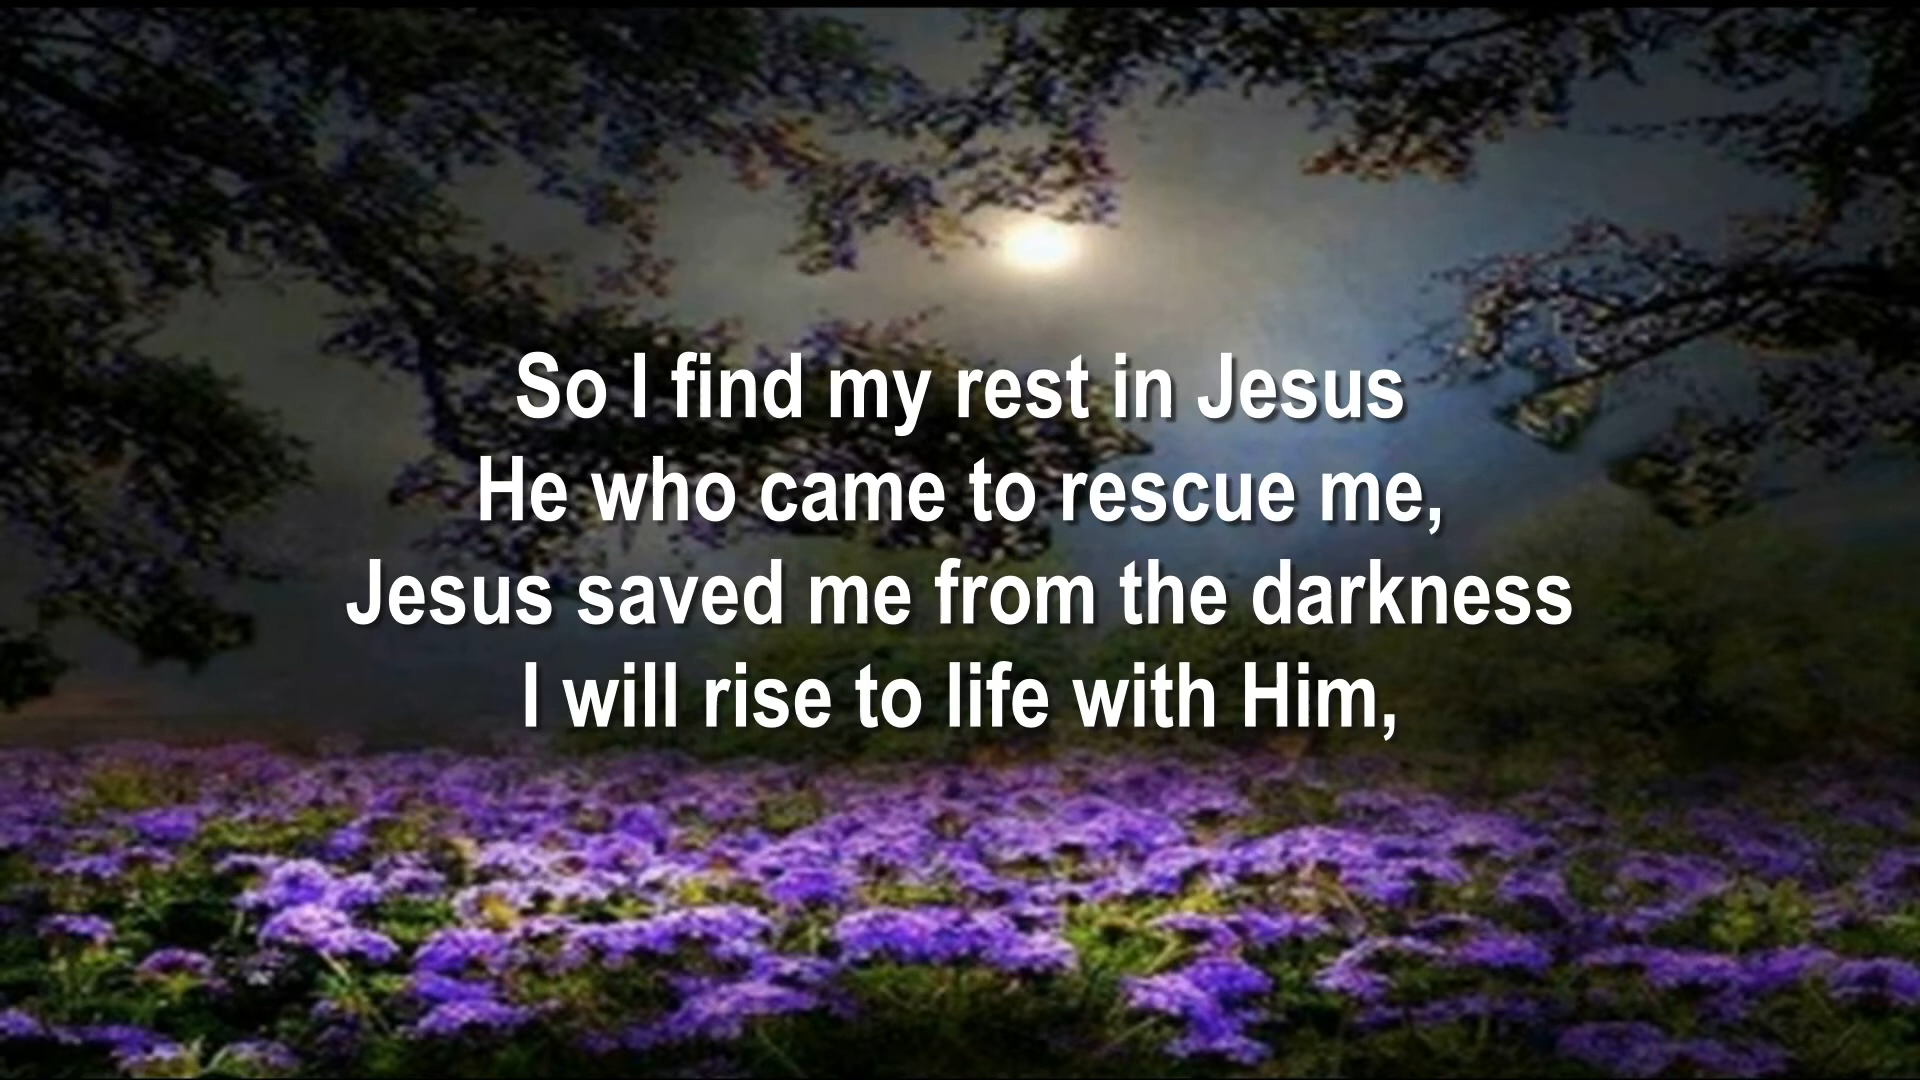 So I find my rest in Jesus
He who came to rescue me,
Jesus saved me from the darkness
I will rise to life with Him,